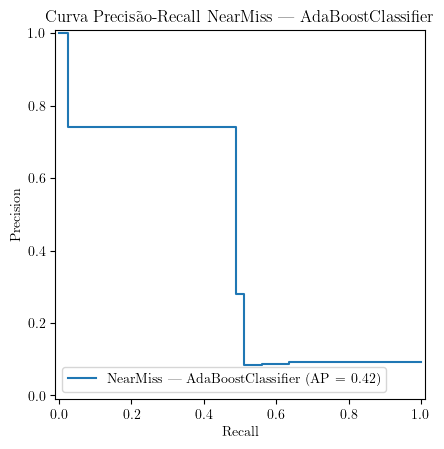 Curva Precisão-Recall NearMiss — AdaBoostClassifier
1.0
0.8
0.6
0.4
0.2
0.0
Precision
NearMiss — AdaBoostClassifier (AP = 0.42)
0.0 0.2 0.4 0.6 0.8 1.0
Recall